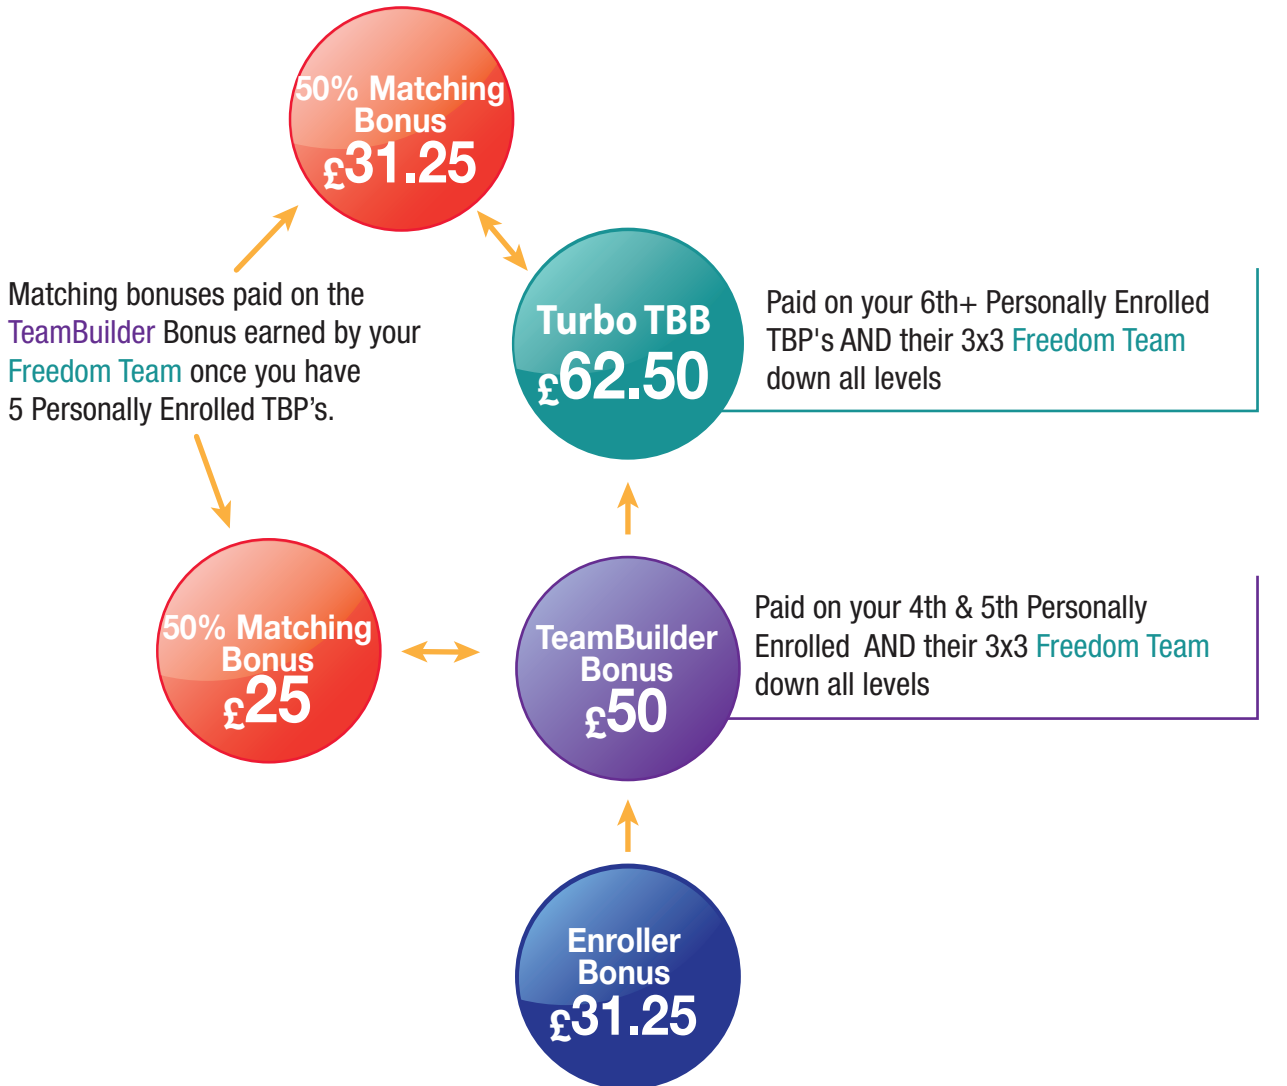 50% Matching
Bonus
£31.25
Matching bonuses paid on the
TeamBuilder Bonus earned by your
Freedom Team once you have
5 Personally Enrolled TBP’s.
Turbo TBB
£62.50
Paid on your 6th+ Personally Enrolled
TBP's AND their 3x3 Freedom Team
down all levels
50% Matching
Bonus
£25
TeamBuilder
Bonus
£50
Paid on your 4th & 5th Personally
Enrolled AND their 3x3 Freedom Team
down all levels
Enroller
Bonus
£31.25